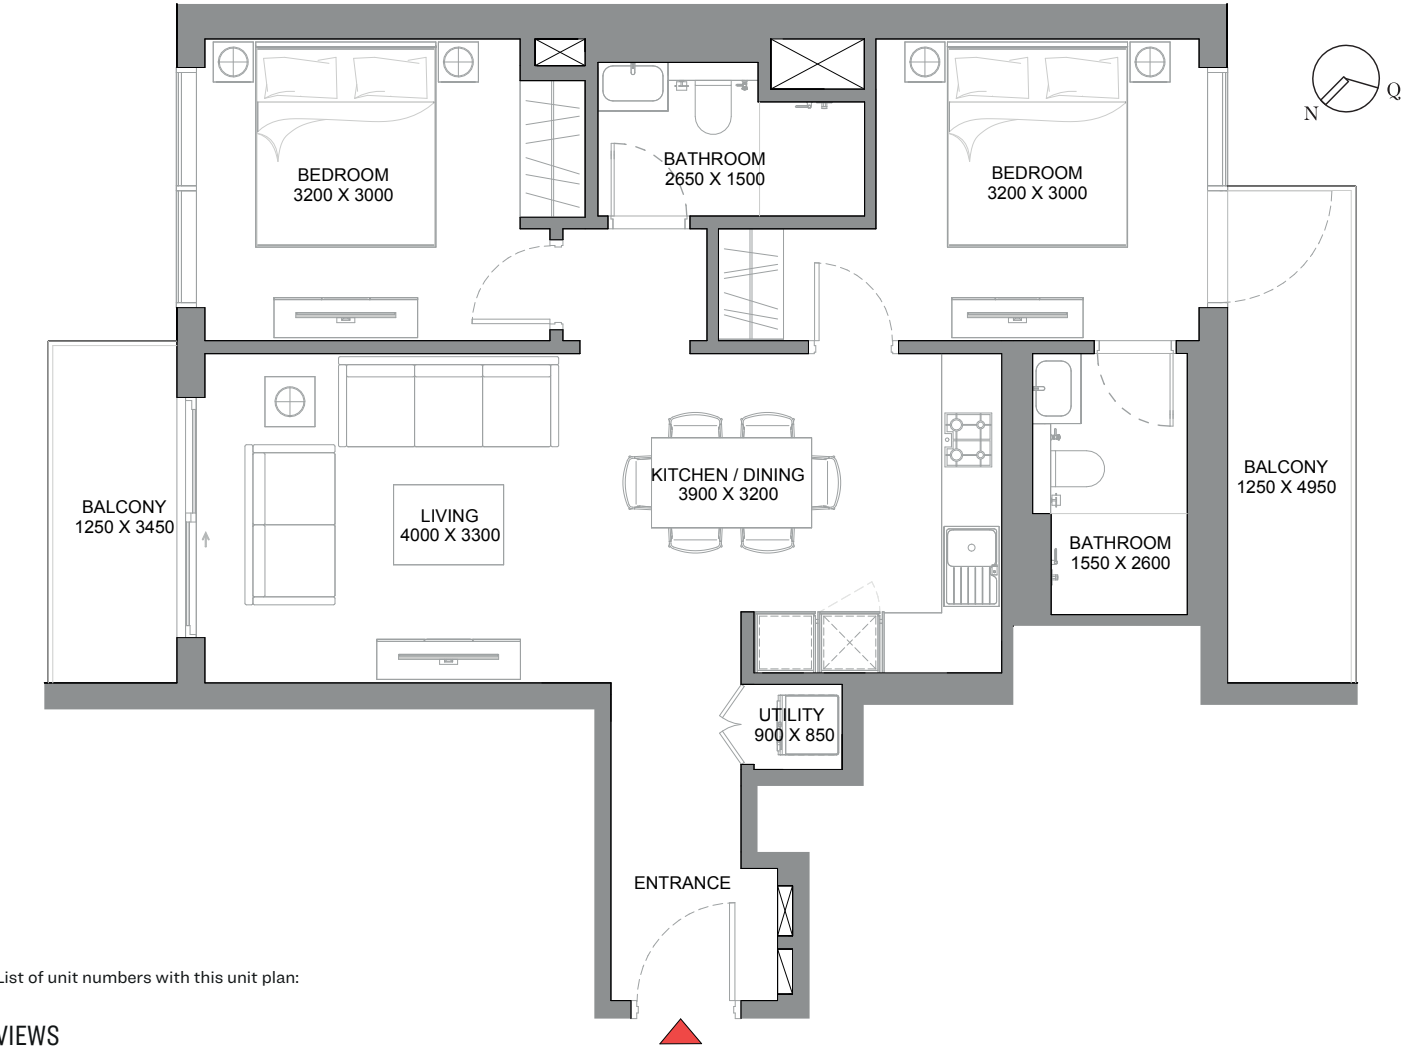 BEDROOM
3200 X 3000
BATHROOM
2650 X 1500
BEDROOM
3200 X 3000
N
Q
BALCONY
1250 X 3450
LIVING
4000 X 3300
KITCHEN / DINING
3900 X 3200
BATHROOM
1550 X 2600
BALCONY
1250 X 4950
UTILITY
900 X 850
ENTRANCE
List of unit numbers with this unit plan:
VIEWS